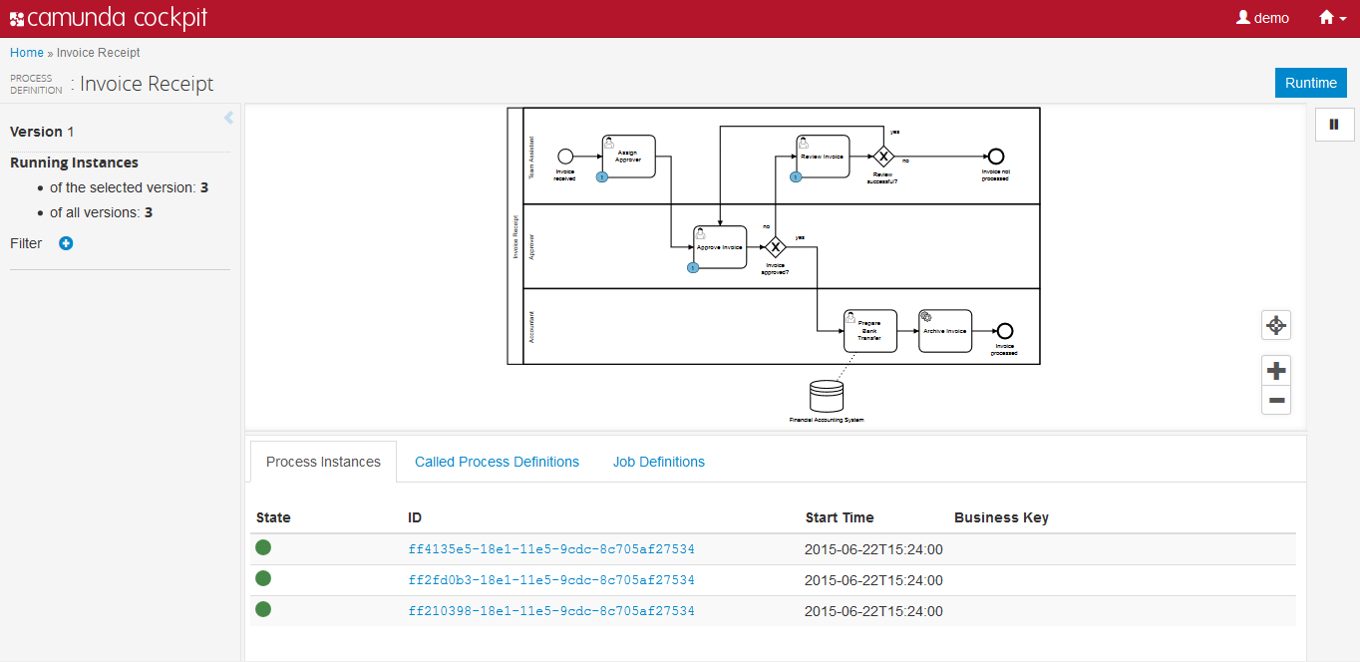 camunda cockpit
demo
Home » Invoice Receipt
PROCESS
DEFINITION : Invoice Receipt
Runtime
Version 1
Running Instances
of the selected version: 3
of all versions: 3
Filter
Invoice Receipt
Team Assistant
Invoice
received
Assign
Approver
1
Review Invoice
1
yes
no
Review
successful?
Invoice not
processed
Approver
Approve Invoice
1
no
yes
Invoice
approved?
Accountant
Prepare
Bank
Transfer
Archive Invoice
Invoice
processed
Financial Accounting System
Process Instances Called Process Definitions Job Definitions
State ID Start Time Business Key
ff4135e5-18e1-11e5-9cdc-8c705af27534 2015-06-22T15:24:00
ff2fd0b3-18e1-11e5-9cdc-8c705af27534 2015-06-22T15:24:00
ff210398-18e1-11e5-9cdc-8c705af27534 2015-06-22T15:24:00